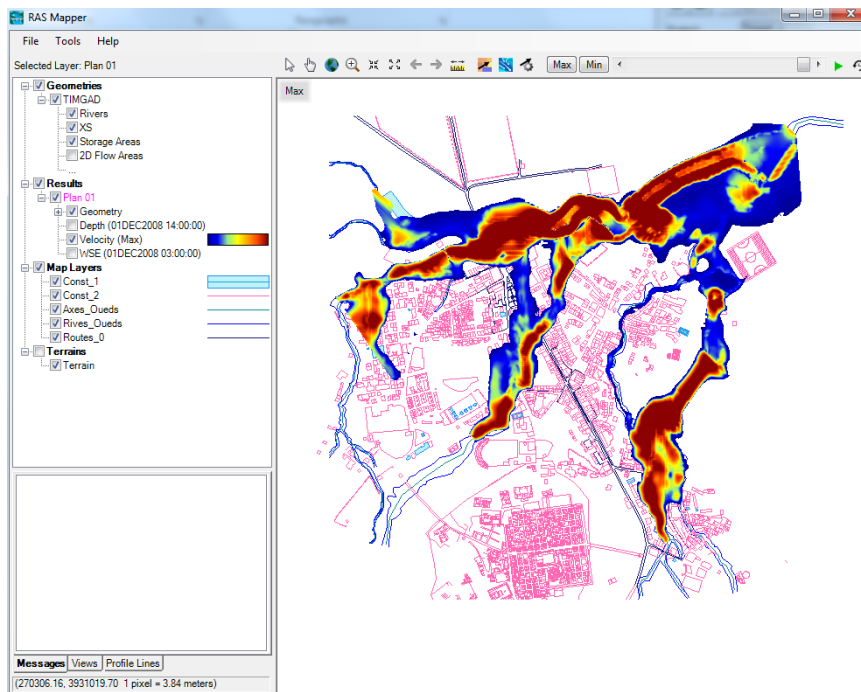 RAS Mapper
File Tools Help
Selected Layer: Plan 01
Max Min
Max
Geometries
TIMGAD
Rivers
XS
Storage Areas
2D Flow Areas
...
Results
Plan 01
Geometry
Depth (01DEC2008 14:00:00)
Velocity (Max)
WSE (01DEC2008 03:00:00)
Map Layers
Const_1
Const_2
Axes_Oueds
Rives_Oueds
Routes_0
Terrains
Terrain
Messages Views Profile Lines
(270306.16, 3931019.70 1 pixel = 3.84 meters)